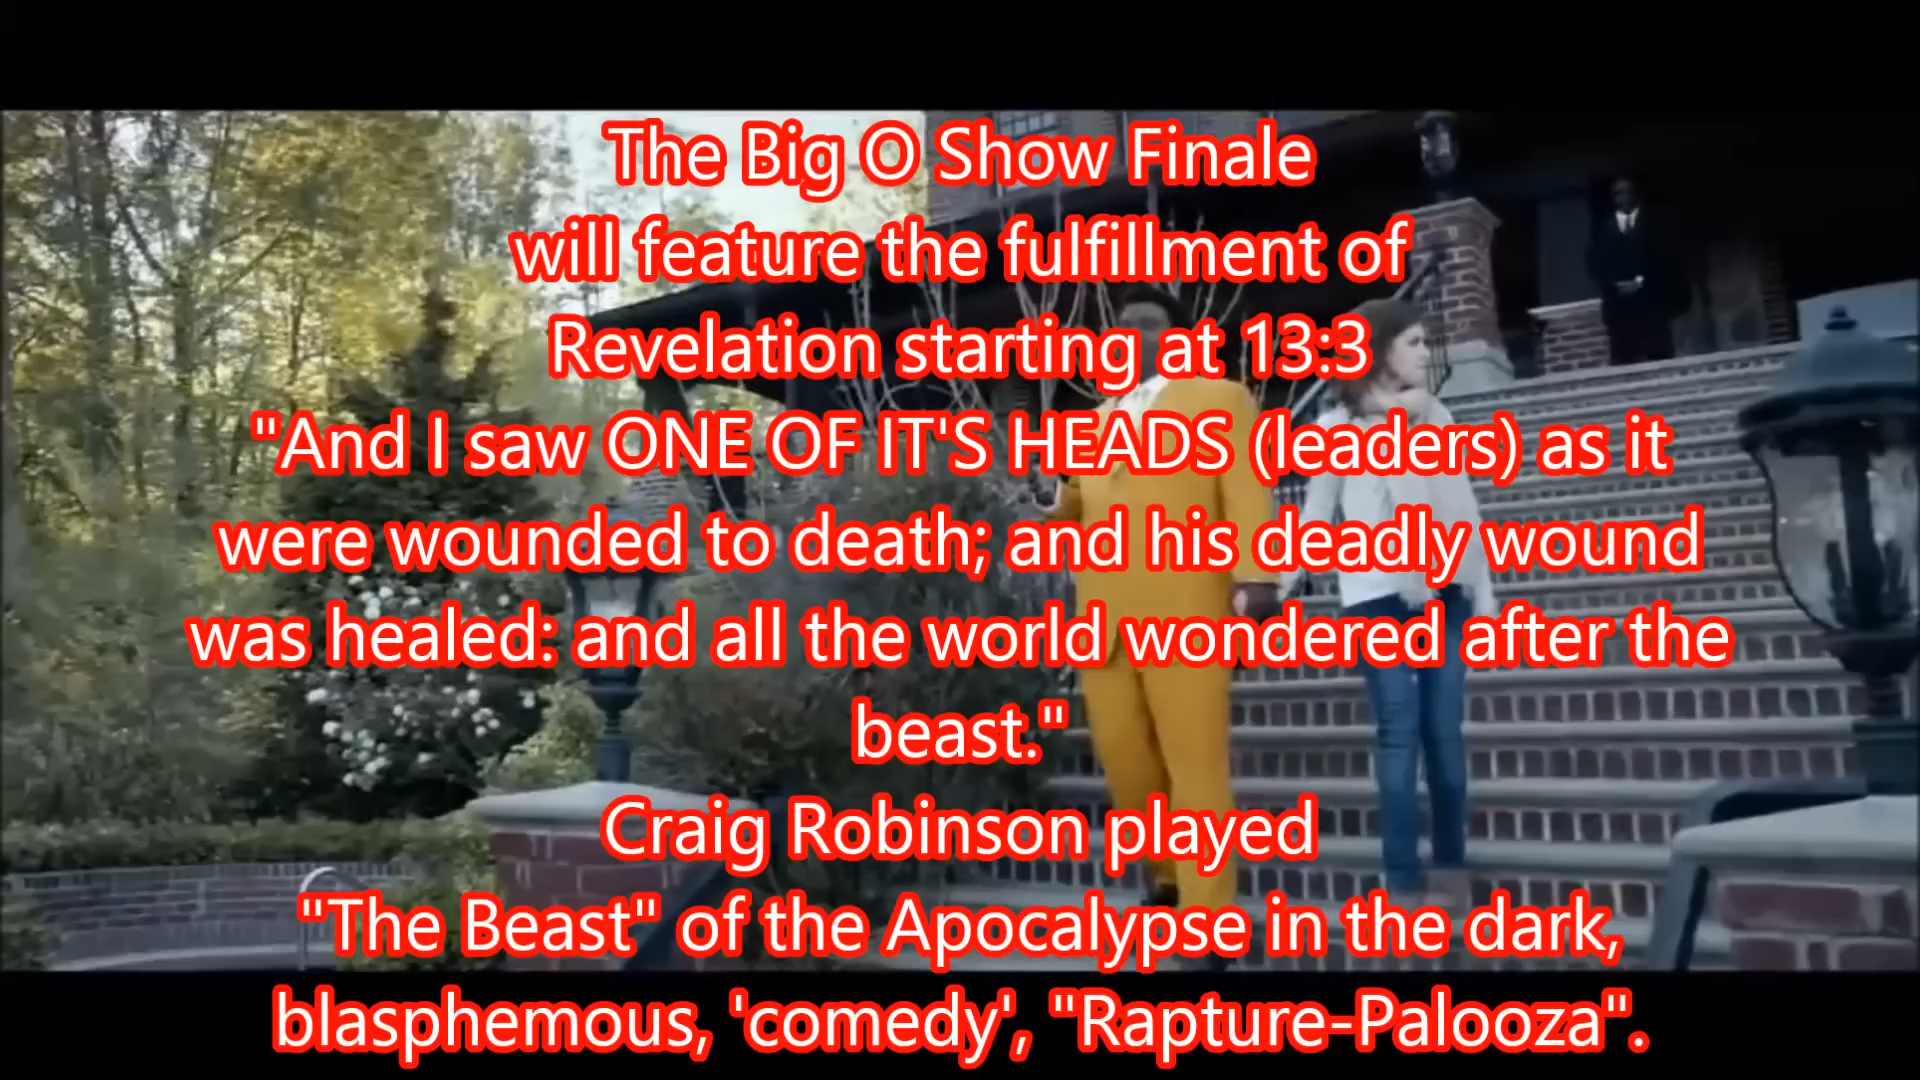 The Big O Show Finale
will feature the fulfillment of
Revelation starting at 13:3
"And I saw ONE OF IT'S HEADS (leaders) as it
were wounded to death; and his deadly wound
was healed: and all the world wondered after the
beast."
Craig Robinson played
"The Beast" of the Apocalypse in the dark,
blasphemous, 'comedy', "Rapture-Palooza".